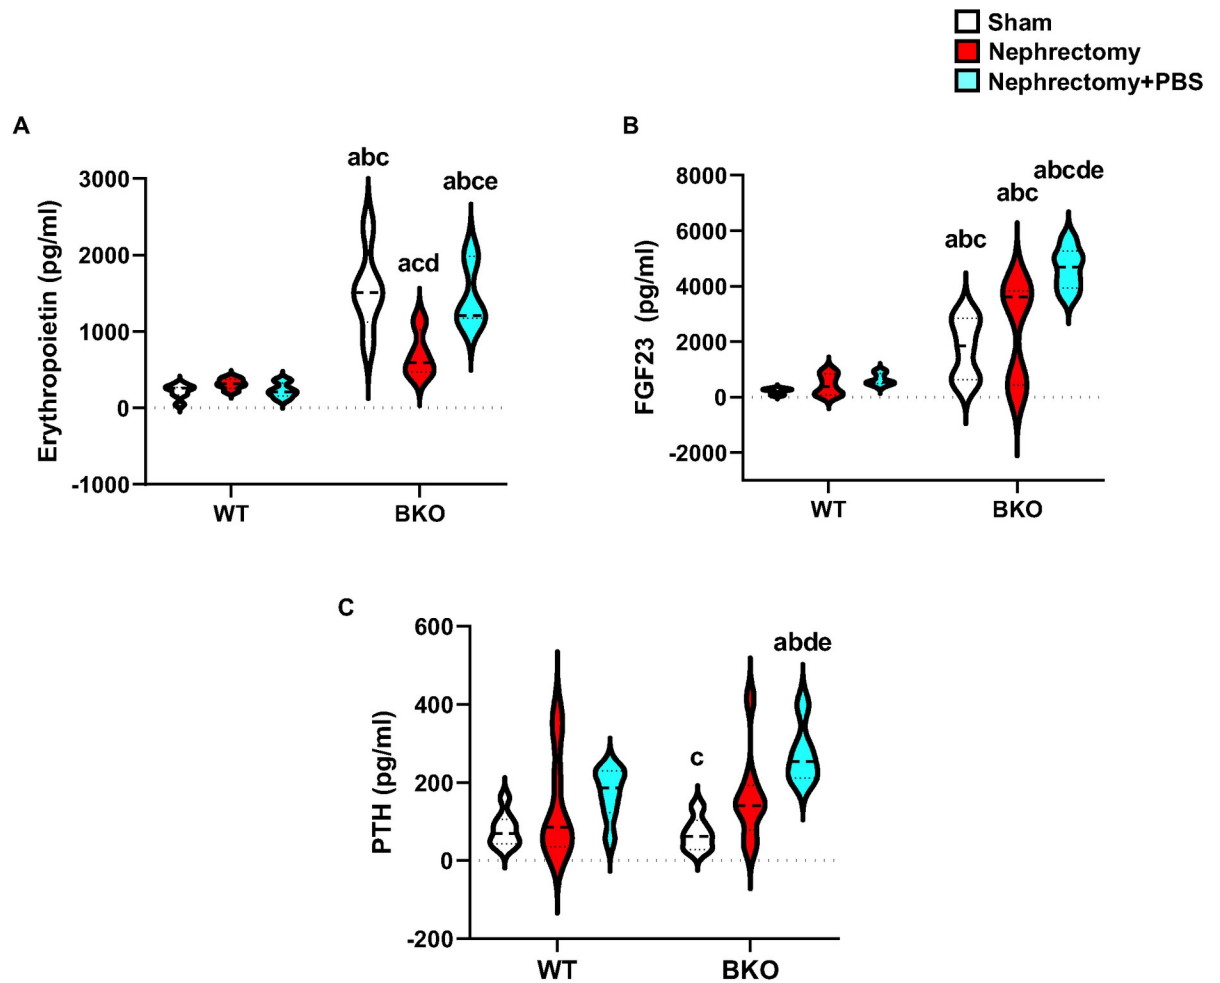 Sham
Nephrectomy
Nephrectomy+PBS
A
Erythropoietin (pg/ml)
3000
2000
1000
0
-1000
abc
acd
abce
WT
BKO
B
FGF23 (pg/ml)
8000
6000
4000
2000
0
-2000
abc
abc
abcde
WT
BKO
C
PTH (pg/ml)
600
400
200
0
-200
c
abde
WT
BKO